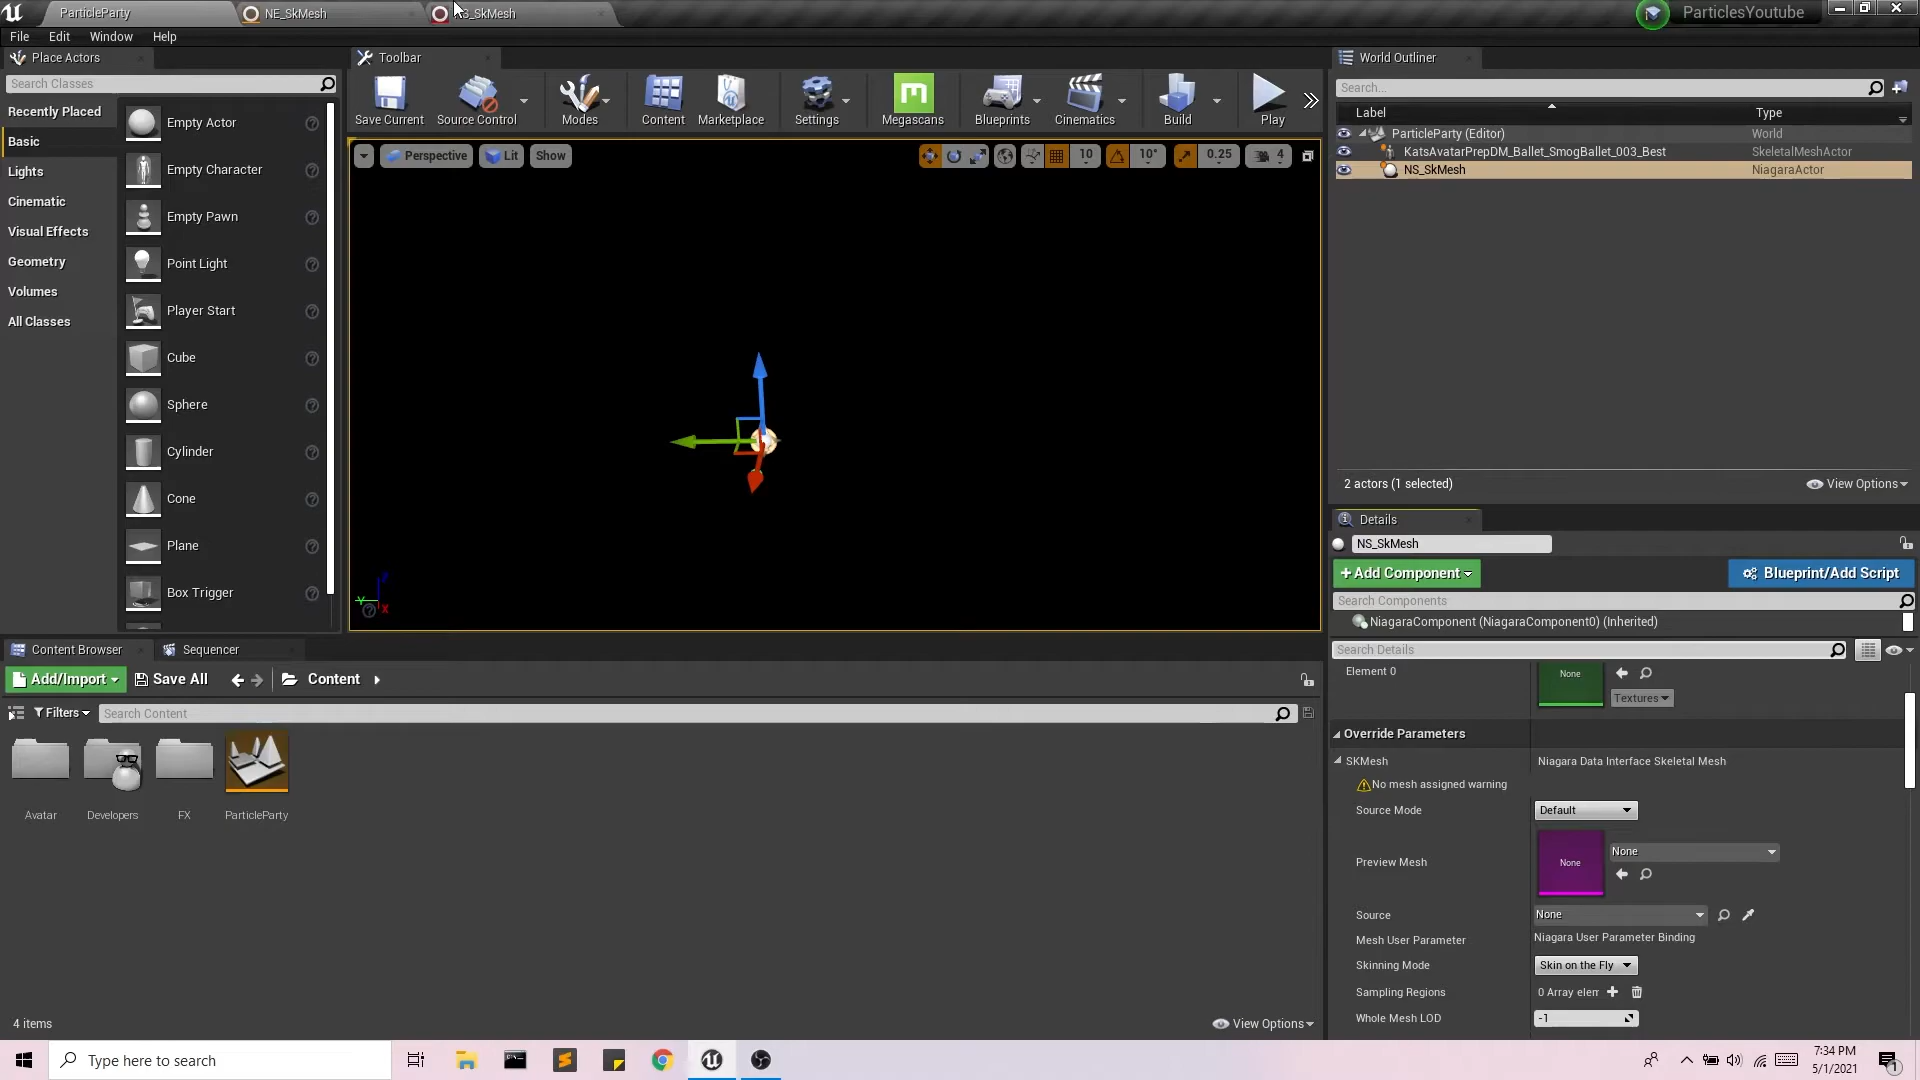 ParticleParty
NE_SkMesh
_SkMesh
ParticlesYoutube
File
Edit
Window
Help
Place Actors
Toolbar
World Outliner
Search Classes
Recently Placed
Basic
Lights
Cinematic
Visual Effects
Geometry
Volumes
All Classes
Empty Actor
Empty Character
Empty Pawn
Point Light
Player Start
Cube
Sphere
Cylinder
Cone
Plane
Box Trigger
Save Current
Source Control
Modes
Content
Marketplace
Settings
Megascans
Blueprints
Cinematics
Build
Play
Perspective
Lit
Show
10
10°
0.25
4
Z
Y
X
Search...
Label
Type
ParticleParty (Editor)
World
KatsAvatarPrepDM_Ballet_SmogBallet_003_Best
SkeletalMeshActor
NS_SkMesh
NiagaraActor
2 actors (1 selected)
View Options
Details
NS_SkMesh
+Add Component
Blueprint/Add Script
Search Components
NiagaraComponent (NiagaraComponent0) (Inherited)
Search Details
Element 0
None
Textures
Override Parameters
SKMesh
Niagara Data Interface Skeletal Mesh
No mesh assigned warning
Source Mode
Default
Preview Mesh
None
None
Source
None
Mesh User Parameter
Niagara User Parameter Binding
Skinning Mode
Skin on the Fly
Sampling Regions
0 Array elem
Whole Mesh LOD
-1
Content Browser
Sequencer
Add/Import
Save All
Content
Filters
Search Content
Avatar
Developers
FX
ParticleParty
4 items
View Options
Type here to search
7:34 PM
5/1/2021
1